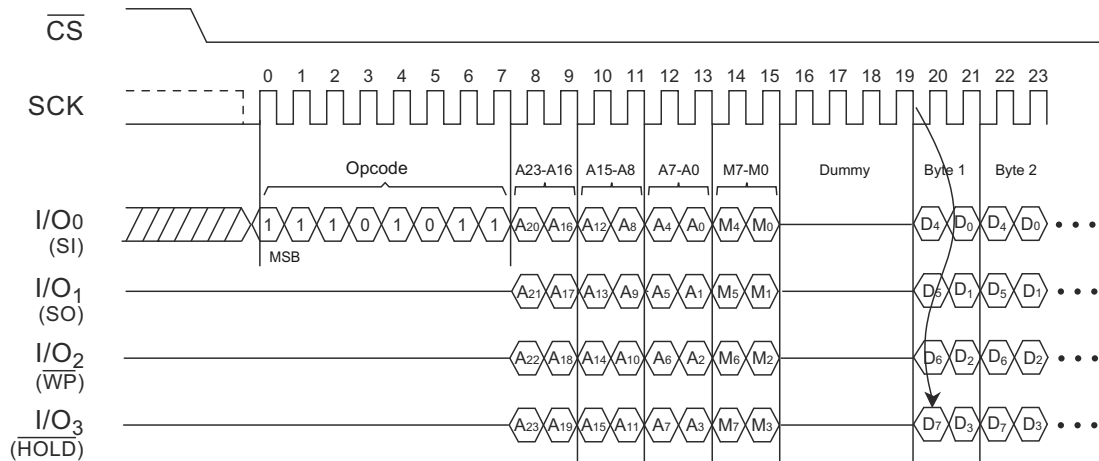 CS
0 1 2 3 4 5 6 7 8 9 10 11 12 13 14 15 16 17 18 19 20 21 22 23
SCK
Opcode A23-A16 A15-A8 A7-A0 M7-M0 Dummy Byte 1 Byte 2
I/O0 1 1 1 0 1 0 1 1 A20 A16 A12 A8 A4 A0 M4 M0 D4 D0 D4 D0
(SI)
MSB
I/O1 A21 A17 A13 A9 A5 A1 M5 M1 D5 D1 D5 D1
(SO)
I/O2 A22 A18 A14 A10 A6 A2 M6 M2 D6 D2 D6 D2
(WP)
I/O3 A23 A19 A15 A11 A7 A3 M7 M3 D7 D3 D7 D3
(HOLD)